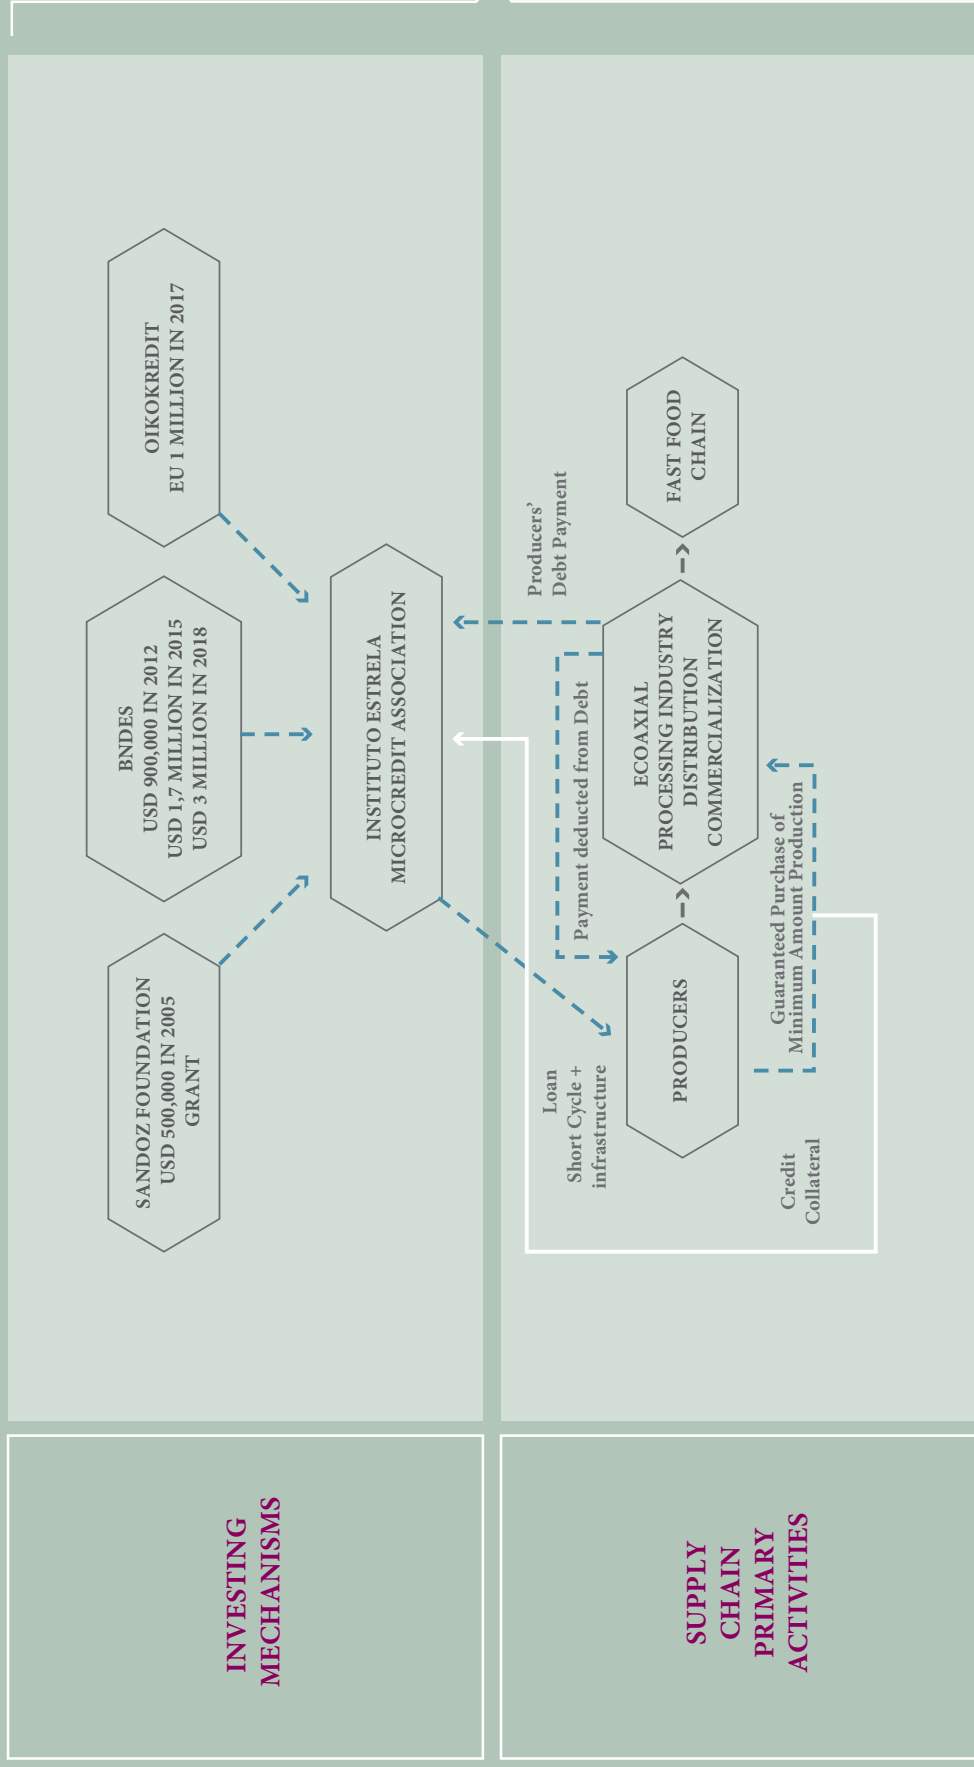 INVESTING
MECHANISMS
SANDOZ FOUNDATION
USD 500,000 IN 2005
GRANT
BNDES
USD 900,000 IN 2012
USD 1,7 MILLION IN 2015
USD 3 MILLION IN 2018
OIKOKREDIT
EU 1 MILLION IN 2017
INSTITUTO ESTRELA
MICROCREDIT ASSOCIATION
SUPPLY
CHAIN
PRIMARY
ACTIVITIES
Loan
Short Cycle +
infrastructure
Payment deducted from Debt
Producers’
Debt Payment
PRODUCERS
ECOAXIAL
PROCESSING INDUSTRY
DISTRIBUTION
COMMERCIALIZATION
FAST FOOD
CHAIN
Credit
Collateral
Guaranteed Purchase of
Minimum Amount Production